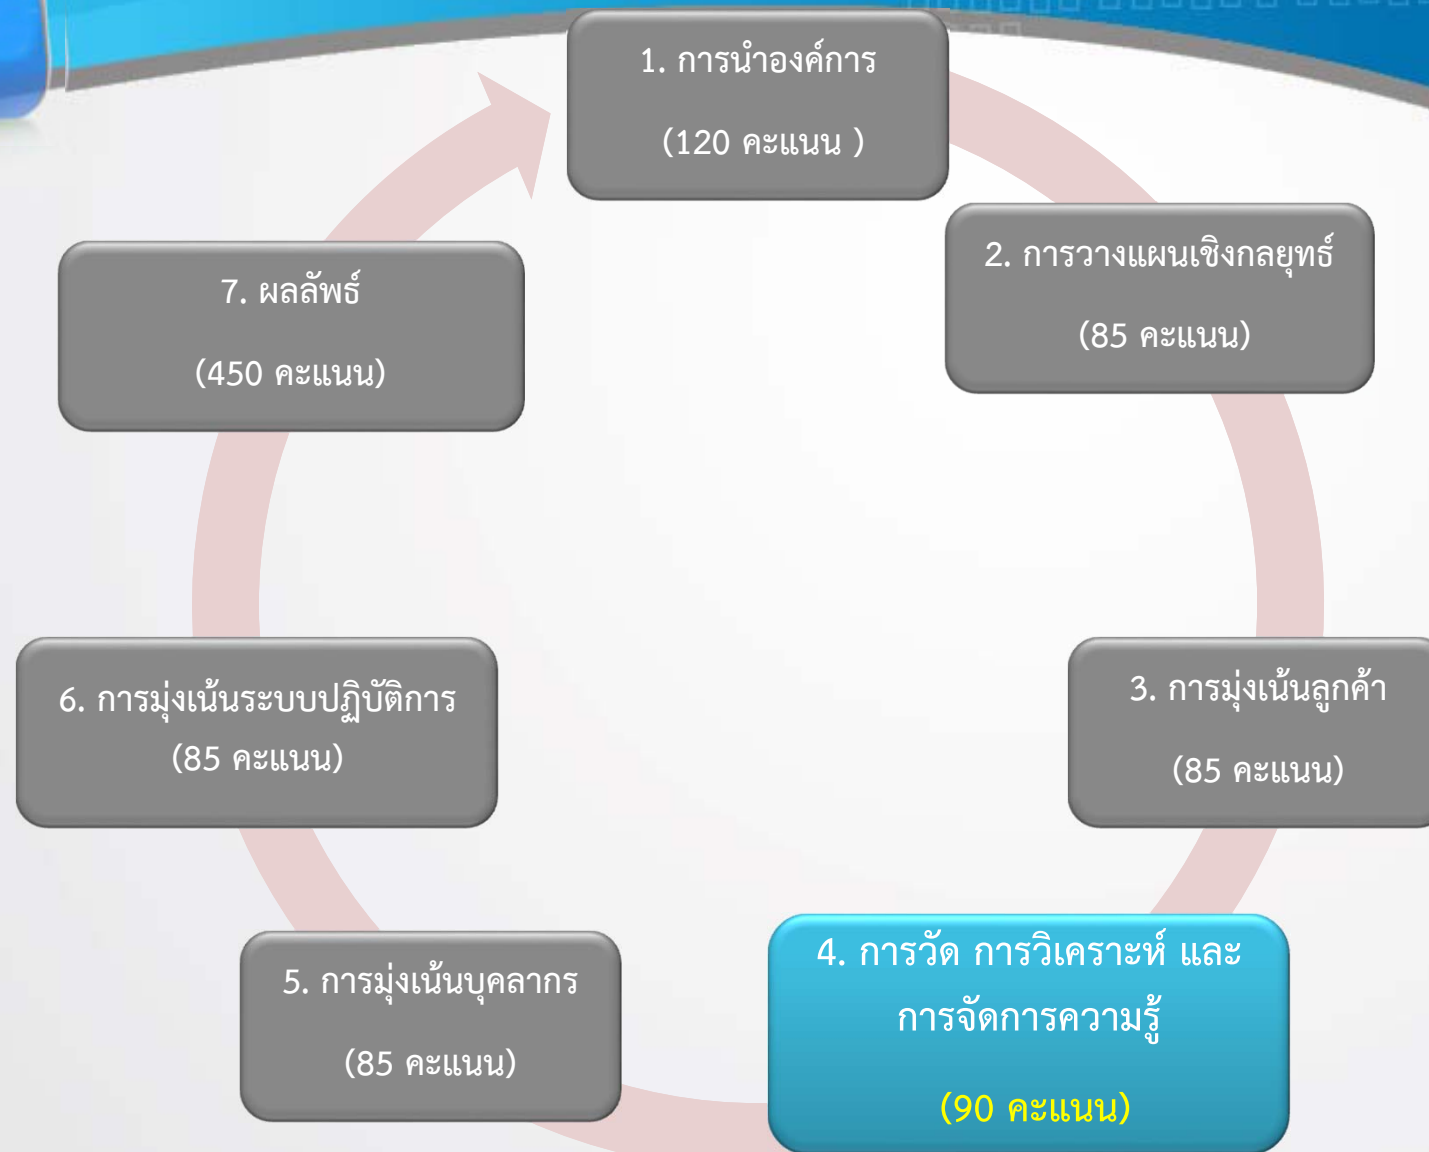 1. การนำองค์การ
(120 คะแนน )
2. การวางแผนเชิงกลยุทธ์
(85 คะแนน)
3. การมุ่งเน้นลูกค้า
(85 คะแนน)
4. การวัด การวิเคราะห์ และ
การจัดการความรู้
(90 คะแนน)
5. การมุ่งเน้นบุคลากร
(85 คะแนน)
6. การมุ่งเน้นระบบปฏิบัติการ
(85 คะแนน)
7. ผลลัพธ์
(450 คะแนน)